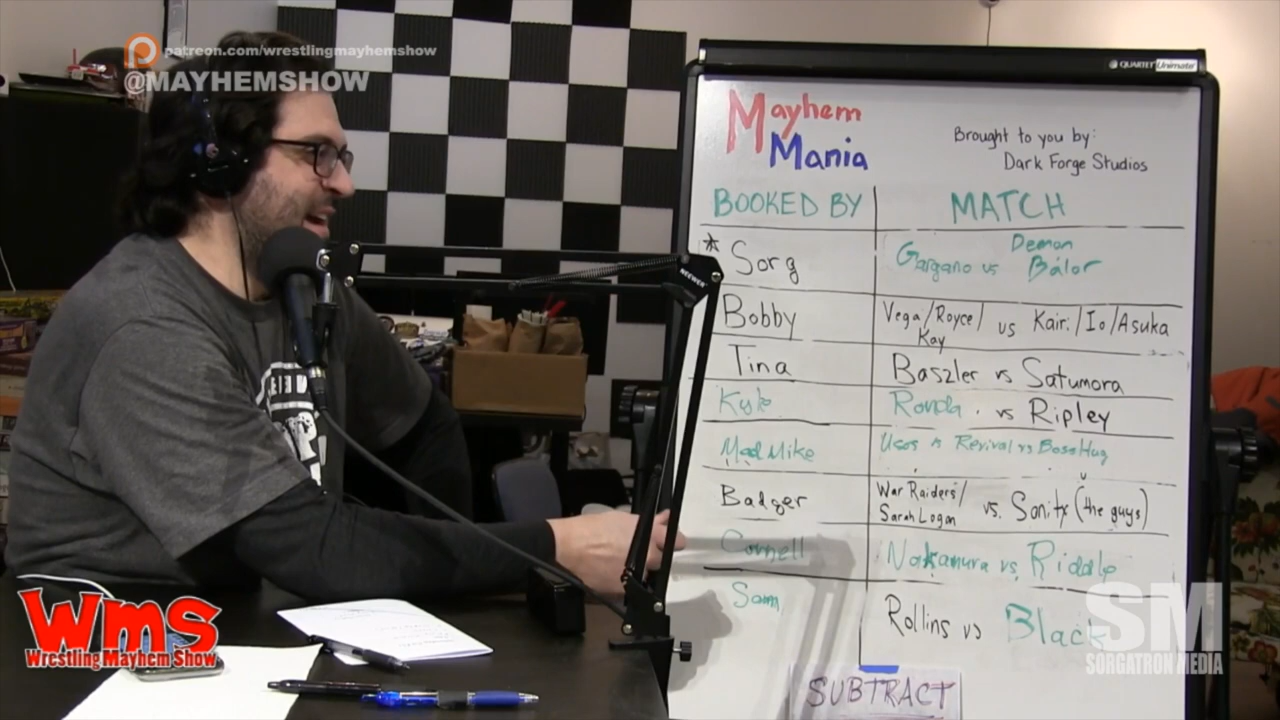 patreon.com/wrestlingmayhemshow
@MAYHEMSHOW
QUARTET Unimate
Mayhem
Mania
Brought to you by:
Dark Forge Studios
BOOKED BY
MATCH
* Sorg
Gargano vs Demon Bálor
Bobby
Vega/Royce/Kay vs Kairi/Io/Asuka
Tina
Baszler vs Satumora
Kyle
Ronda vs Ripley
Mad Mike
Usos vs Revival vs BossHug
Badger
War Raiders/
Sarah Logan
vs. Sanity (the guys)
Cornell
Nakamura vs. Riddle
Sam
Rollins vs Black
SUBTRACT
NEEWER
WMS
Wrestling Mayhem Show
SM
SORGATRON MEDIA